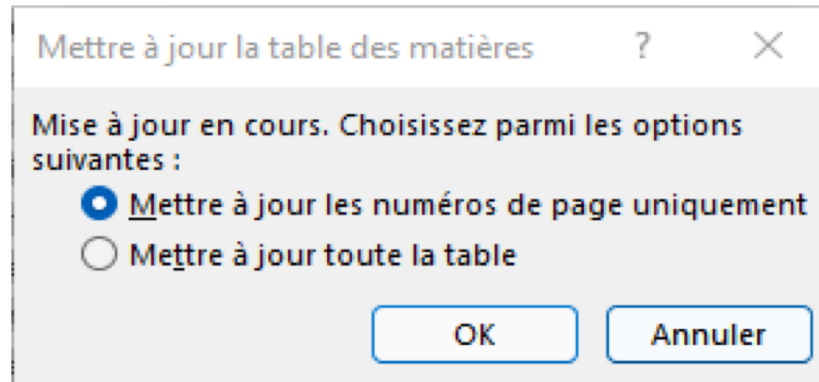 Mettre à jour la table des matières ?
Mise à jour en cours. Choisissez parmi les options
suivantes :
Mettre à jour les numéros de page uniquement
Mettre à jour toute la table
OK Annuler